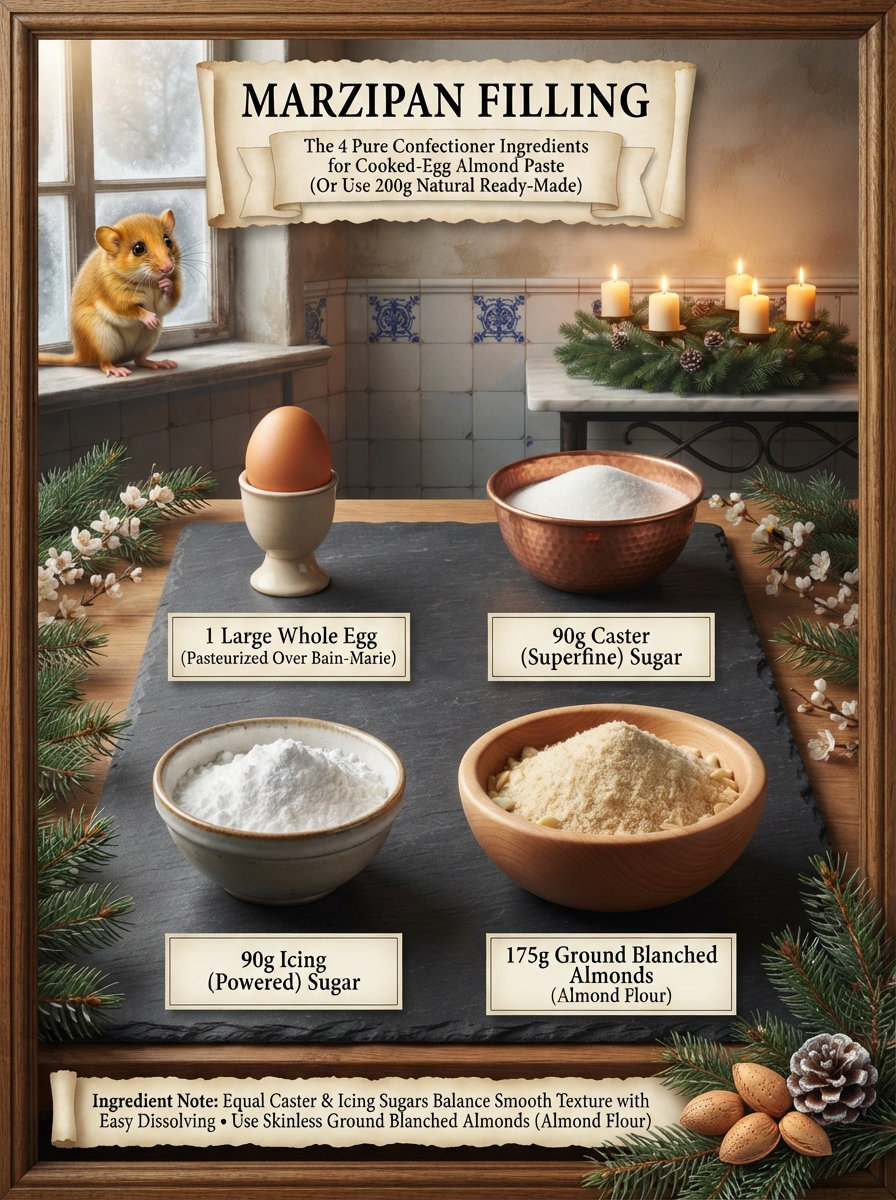 MARZIPAN FILLING
The 4 Pure Confectioner Ingredients
for Cooked-Egg Almond Paste
(Or Use 200g Natural Ready-Made)
1 Large Whole Egg
(Pasteurized Over Bain-Marie)
90g Caster
(Superfine) Sugar
90g Icing
(Powered) Sugar
175g Ground Blanched
Almonds
(Almond Flour)
Ingredient Note: Equal Caster & Icing Sugars Balance Smooth Texture with
Easy Dissolving • Use Skinless Ground Blanched Almonds (Almond Flour)